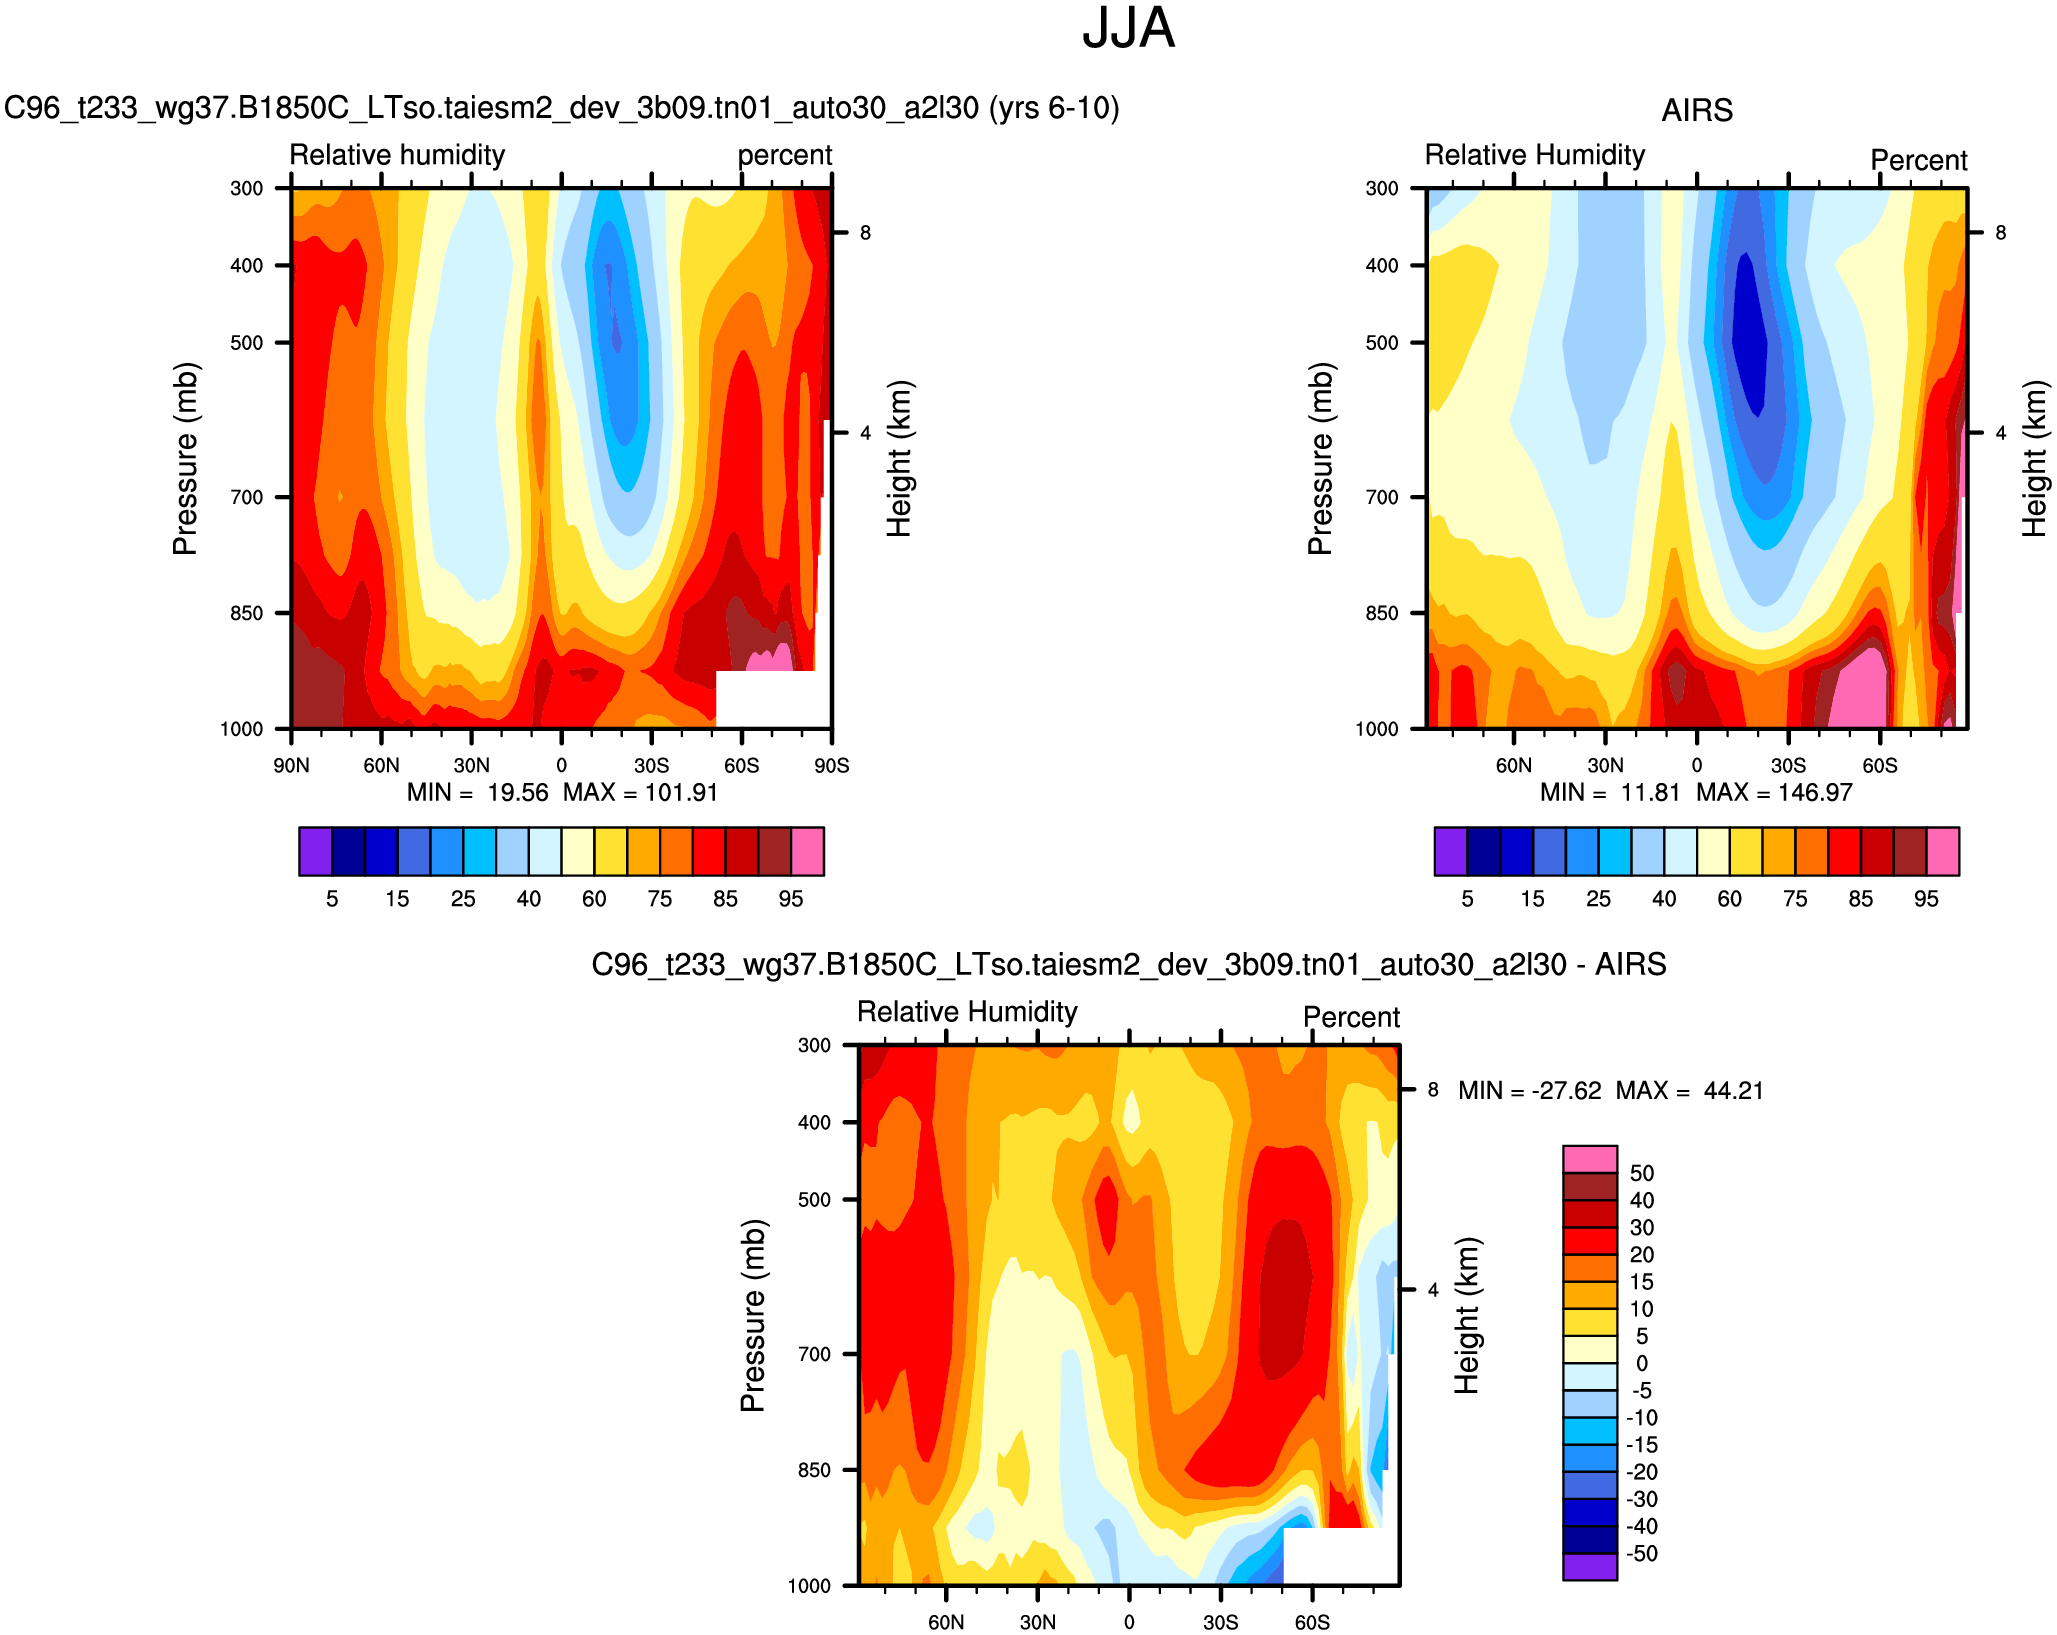 JJA
C96_t233_wg37.B1850C_LTso.taiesm2_dev_3b09.tn01_auto30_a2l30 (yrs 6-10)
Relative humidity percent
300
400
500
700
850
1000
Pressure (mb)
8
4
Height (km)
90N 60N 30N 0 30S 60S 90S
MIN = 19.56 MAX = 101.91
5 15 25 40 60 75 85 95
AIRS
Relative Humidity Percent
300
400
500
700
850
1000
Pressure (mb)
8
4
Height (km)
60N 30N 0 30S 60S
MIN = 11.81 MAX = 146.97
5 15 25 40 60 75 85 95
C96_t233_wg37.B1850C_LTso.taiesm2_dev_3b09.tn01_auto30_a2l30 - AIRS
Relative Humidity Percent
300
400
500
700
850
1000
Pressure (mb)
8
4
Height (km)
60N 30N 0 30S 60S
MIN = -27.62 MAX = 44.21
50
40
30
20
15
10
5
0
-5
-10
-15
-20
-30
-40
-50